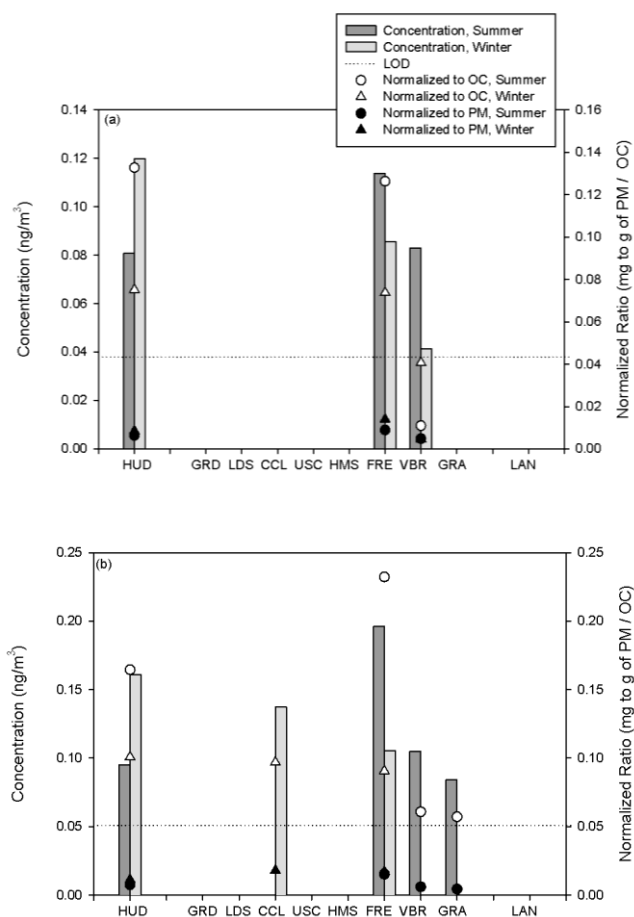 Concentration, Summer
Concentration, Winter
LOD
Normalized to OC, Summer
Normalized to OC, Winter
Normalized to PM, Summer
Normalized to PM, Winter
(a)
Concentration (ng/m³)
0.14
0.12
0.10
0.08
0.06
0.04
0.02
0.00
0.16
0.14
0.12
0.10
0.08
0.06
0.04
0.02
0.00
Normalized Ratio (mg to g of PM / OC)
HUD GRD LDS CCL USC HMS FRE VBR GRA LAN
(b)
Concentration (ng/m³)
0.25
0.20
0.15
0.10
0.05
0.00
0.25
0.20
0.15
0.10
0.05
0.00
Normalized Ratio (mg to g of PM / OC)
HUD GRD LDS CCL USC HMS FRE VBR GRA LAN